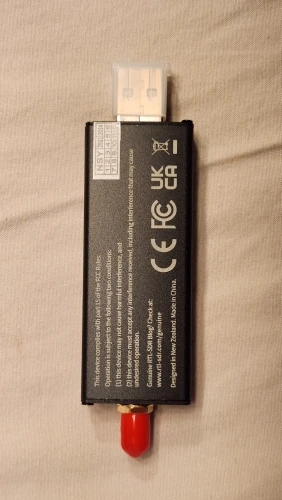 This device complies with part 15 of the FCC Rules.
Operation is subject to the following two conditions:
(1) this device may not cause harmful interference, and
(2) this device must accept any interference received, including interference that may cause
undesired operation.
Genuine RTL-SDR Blog? Check at:
www.rtl-sdr.com/genuine
Designed in New Zealand. Made in China.
CE FC UK
CA